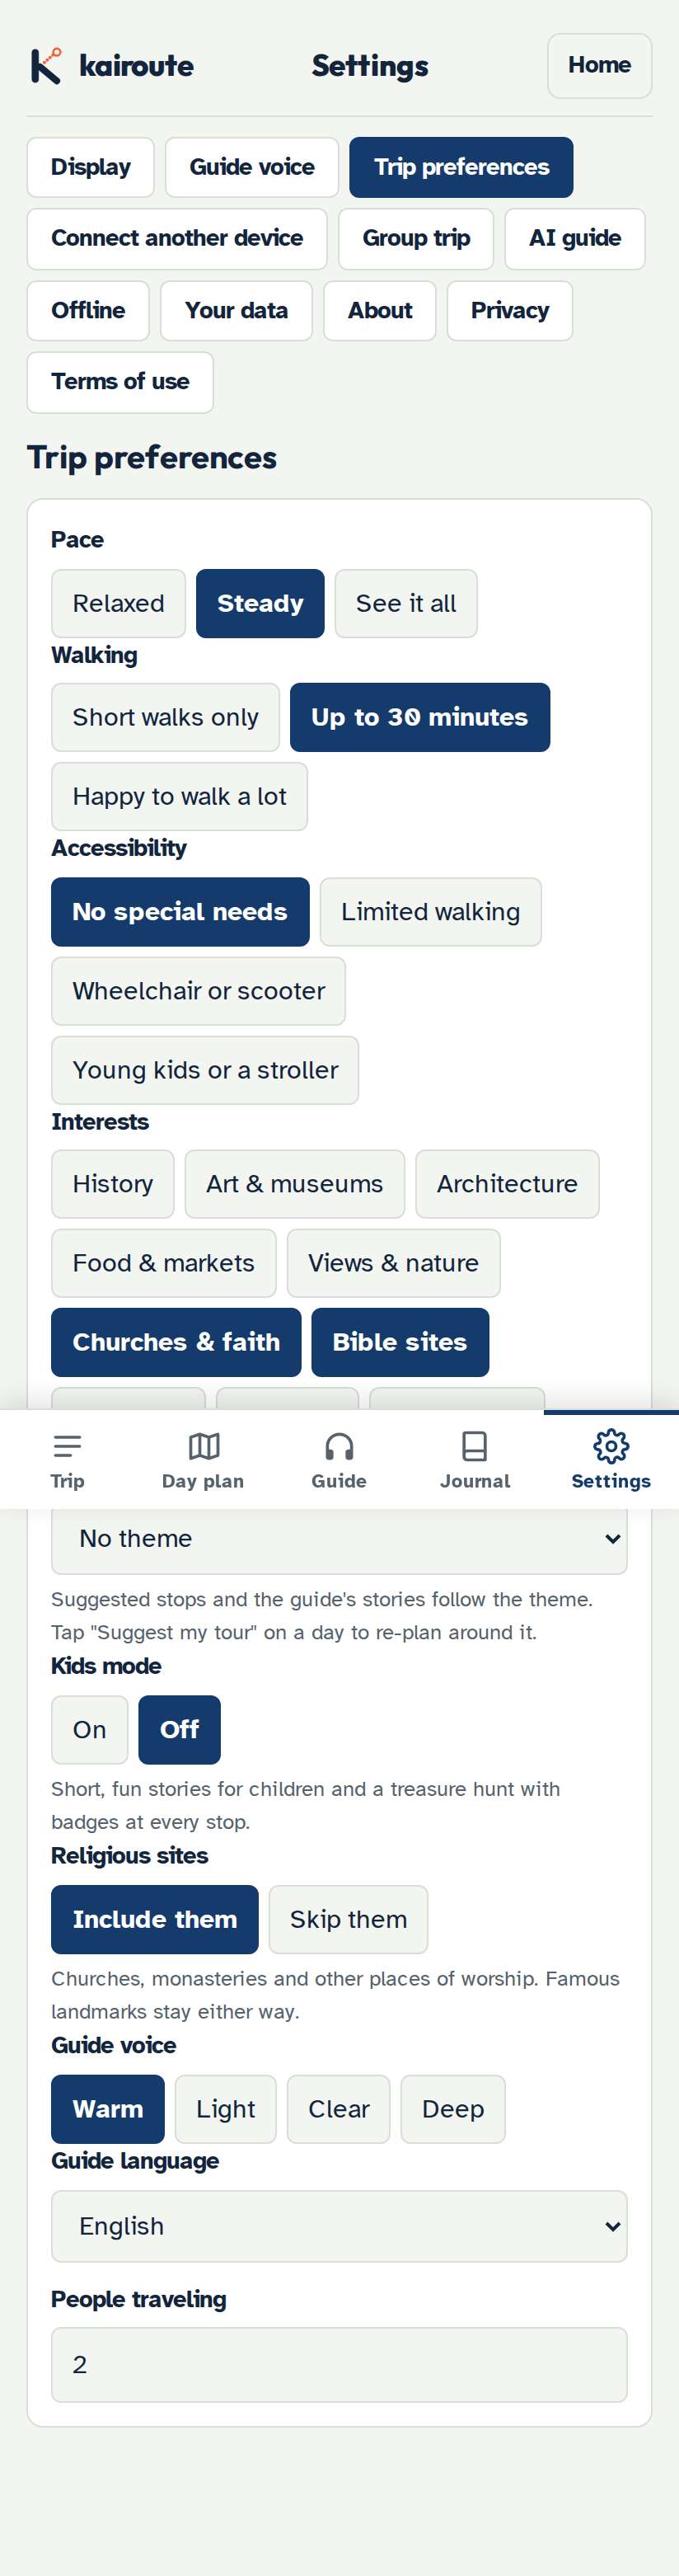 kairoute Settings Home
Display Guide voice Trip preferences
Connect another device Group trip AI guide
Offline Your data About Privacy
Terms of use
Trip preferences
Pace
Relaxed Steady See it all
Walking
Short walks only Up to 30 minutes
Happy to walk a lot
Accessibility
No special needs Limited walking
Wheelchair or scooter
Young kids or a stroller
Interests
History Art & museums Architecture
Food & markets Views & nature
Churches & faith Bible sites
Trip Day plan Guide Journal Settings
No theme
Suggested stops and the guide's stories follow the theme.
Tap "Suggest my tour" on a day to re-plan around it.
Kids mode
On Off
Short, fun stories for children and a treasure hunt with
badges at every stop.
Religious sites
Include them Skip them
Churches, monasteries and other places of worship. Famous
landmarks stay either way.
Guide voice
Warm Light Clear Deep
Guide language
English
People traveling
2